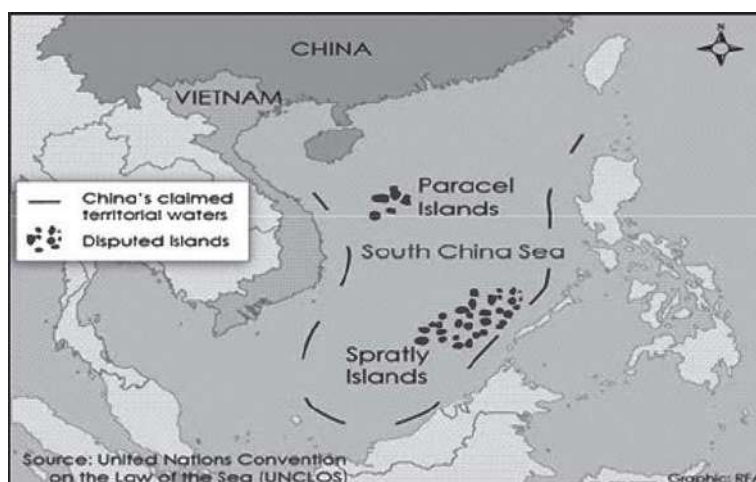 CHINA
VIETNAM
China's claimed
territorial waters
Disputed Islands
Paracel
Islands
South China Sea
Spratly
Islands
Source: United Nations Convention
on the Law of the Sea (UNCLOS)
Graphic: RFA